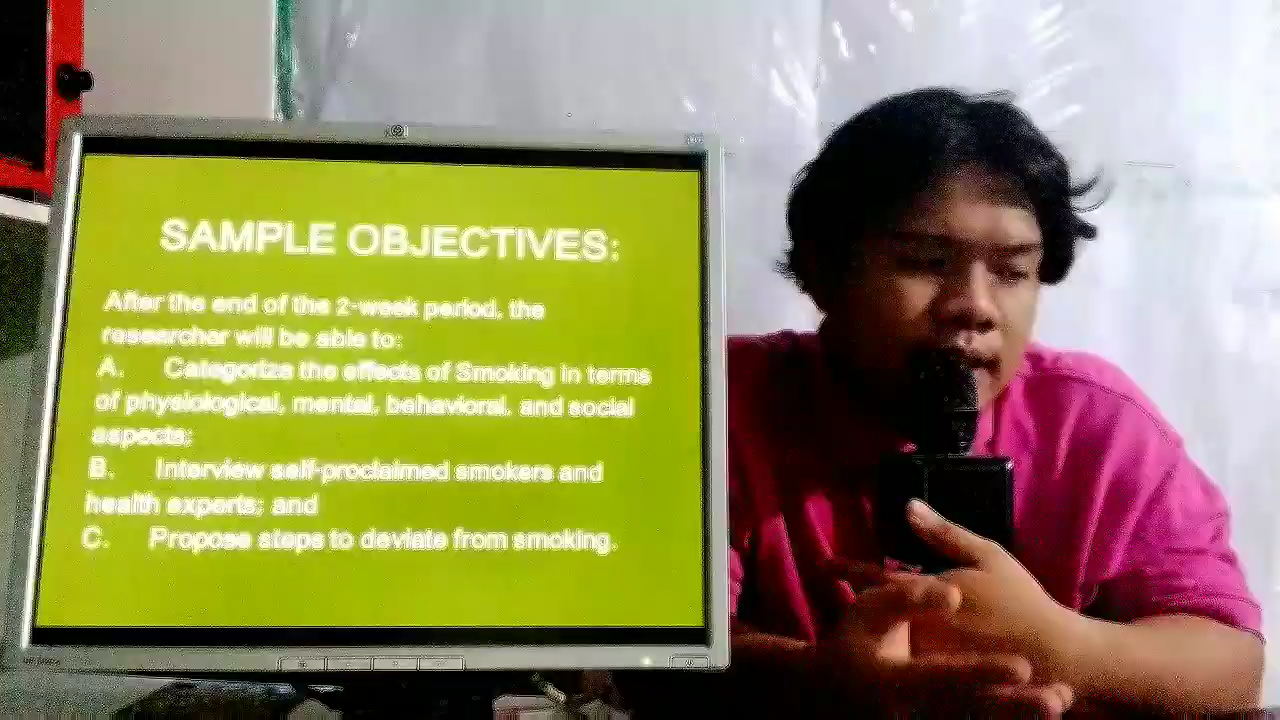 SAMPLE OBJECTIVES:
After the end of the 2-week period, the
researcher will be able to:
A. Categorize the effects of Smoking in terms
of physiological, mental, behavioral, and social
aspects;
B. Interview self-proclaimed smokers and
health experts; and
C. Propose steps to deviate from smoking.